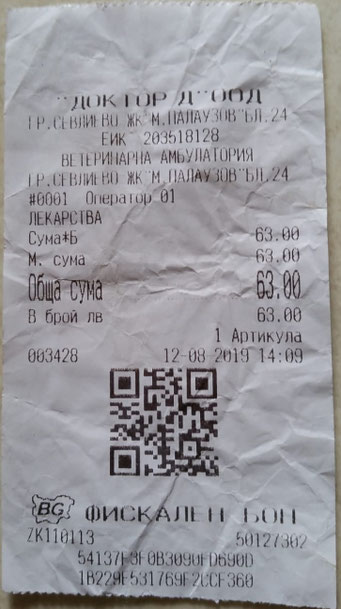 "ДОКТОР Д"ООД
ГР.СЕВЛИЕВО ЖК"М.ПАЛАУЗОВ"БЛ.24
ЕИК 203518128
ВЕТЕРИНАРНА АМБУЛАТОРИЯ
ГР.СЕВЛИЕВО ЖК"М.ПАЛАУЗОВ"БЛ.24
#0001 Оператор 01
ЛЕКАРСТВА
Сума*Б 63.00
М. сума 63.00
Обща сума 63.00
В брой лв 63.00
1 Артикула
003428 12-08-2019 14:09
BG ФИСКАЛЕН БОН
ZK110113 50127302